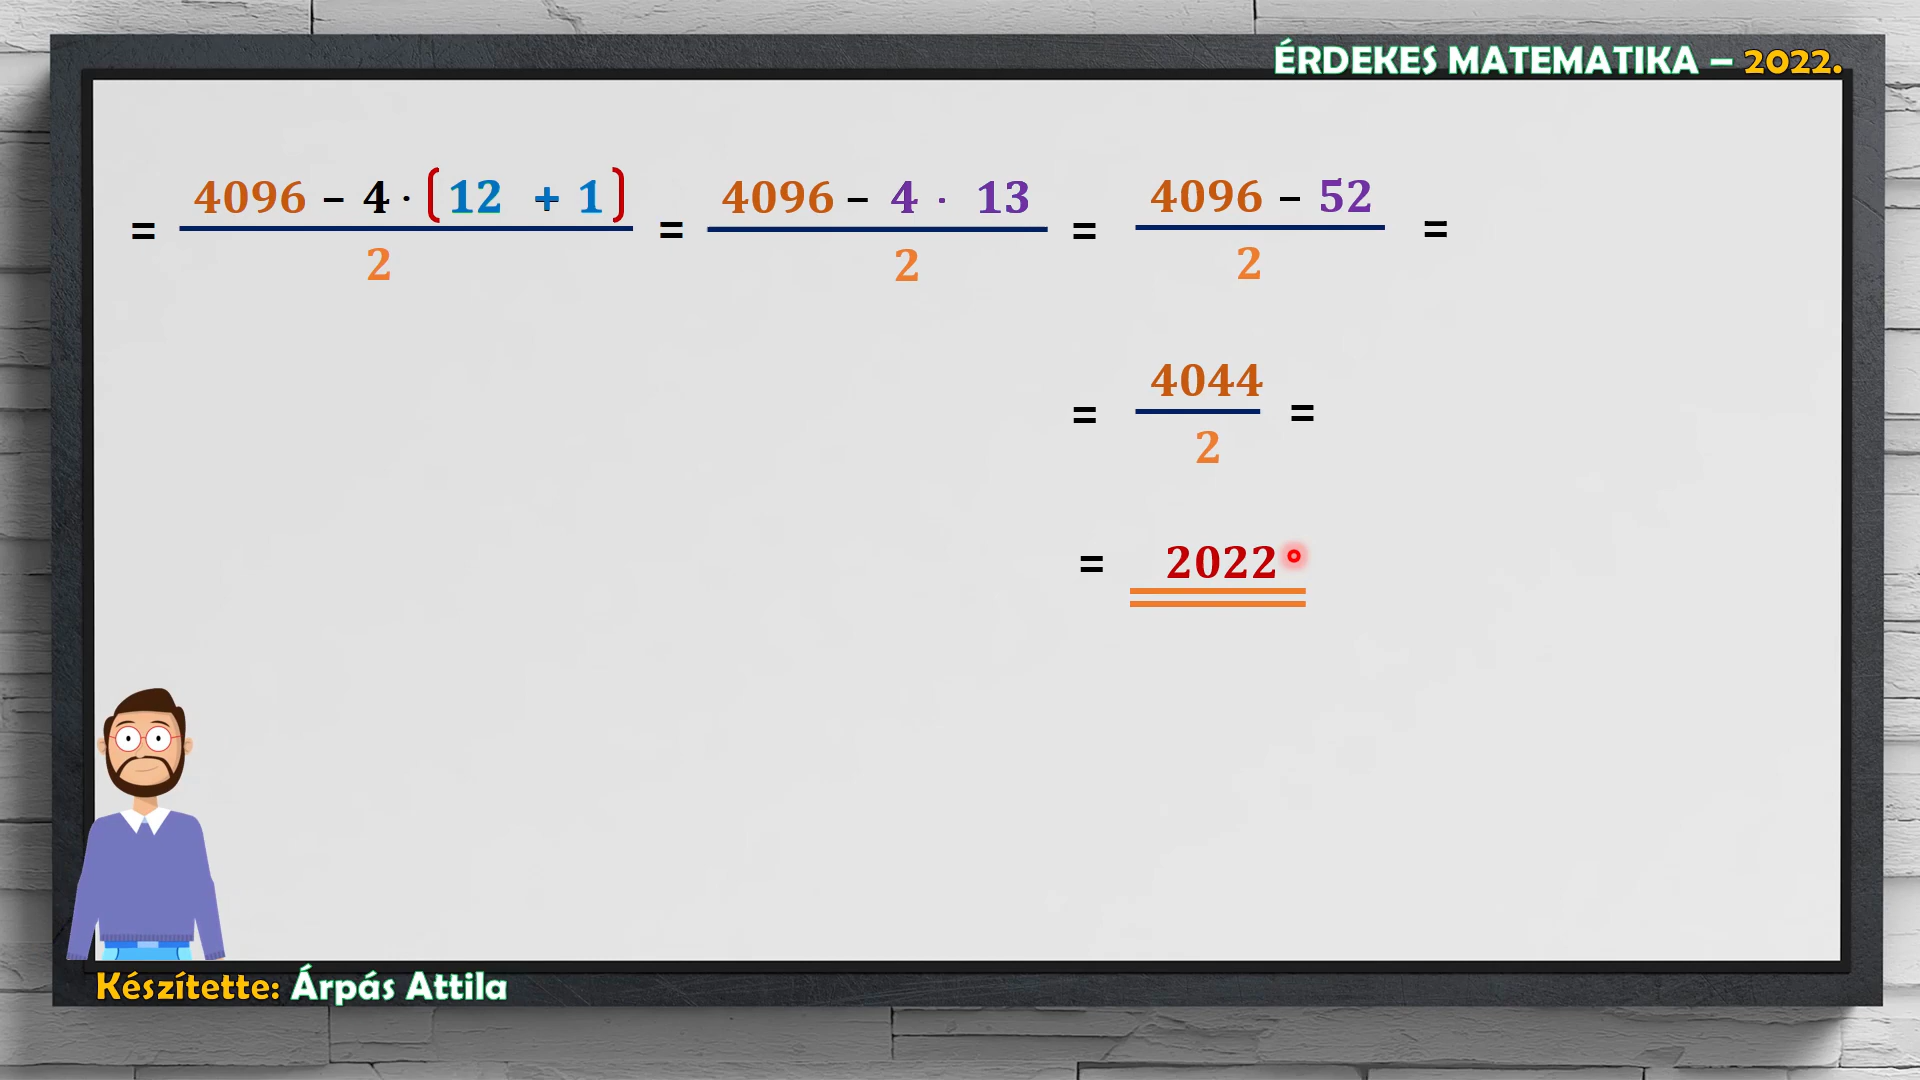 ÉRDEKES MATEMATIKA – 2022.
= (4096 – 4 · (12 + 1)) / 2 = (4096 – 4 · 13) / 2 = (4096 – 52) / 2 =
= 4044 / 2 =
= 2022
Készítette: Árpás Attila